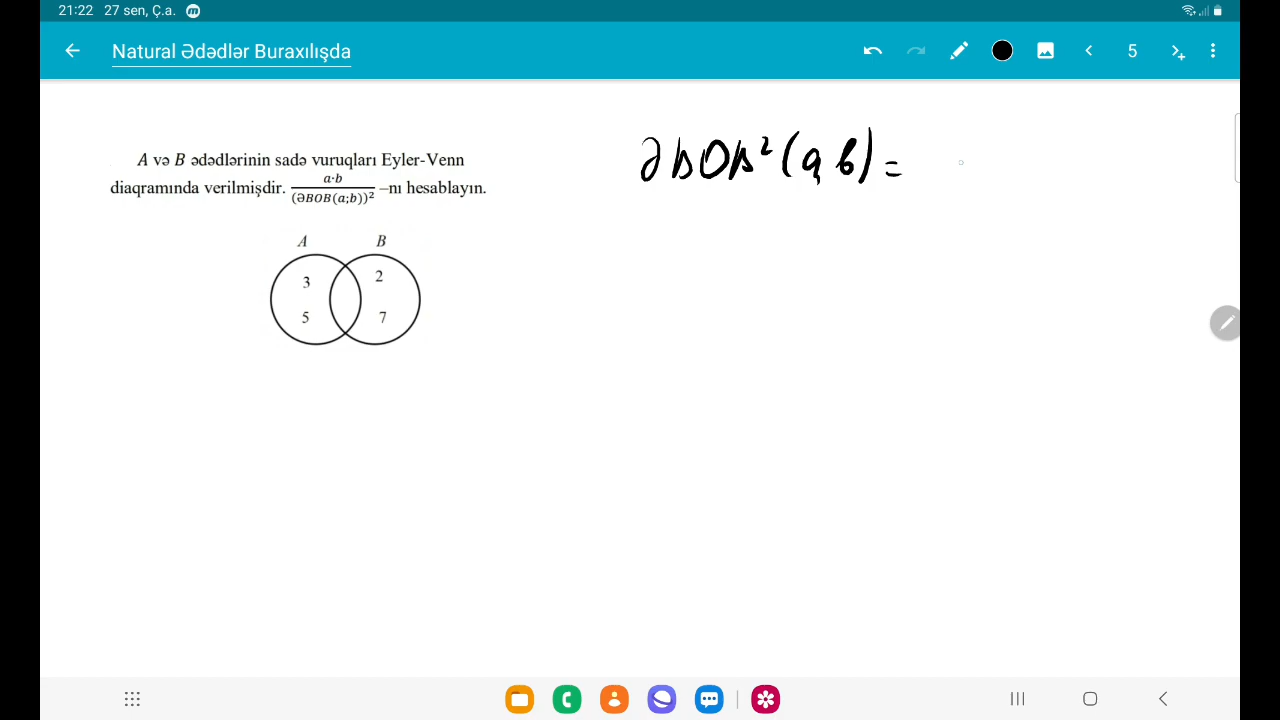 21:22 27 sen, Ç.a. m
Natural Ədədlər Buraxılışda
5
A və B ədədlərinin sadə vuruqları Eyler-Venn
diaqramında verilmişdir. a·b/(ƏBOB(a;b))² –nı hesablayın.
A B
3 2
5 7
ƏBOB²(a,b)=